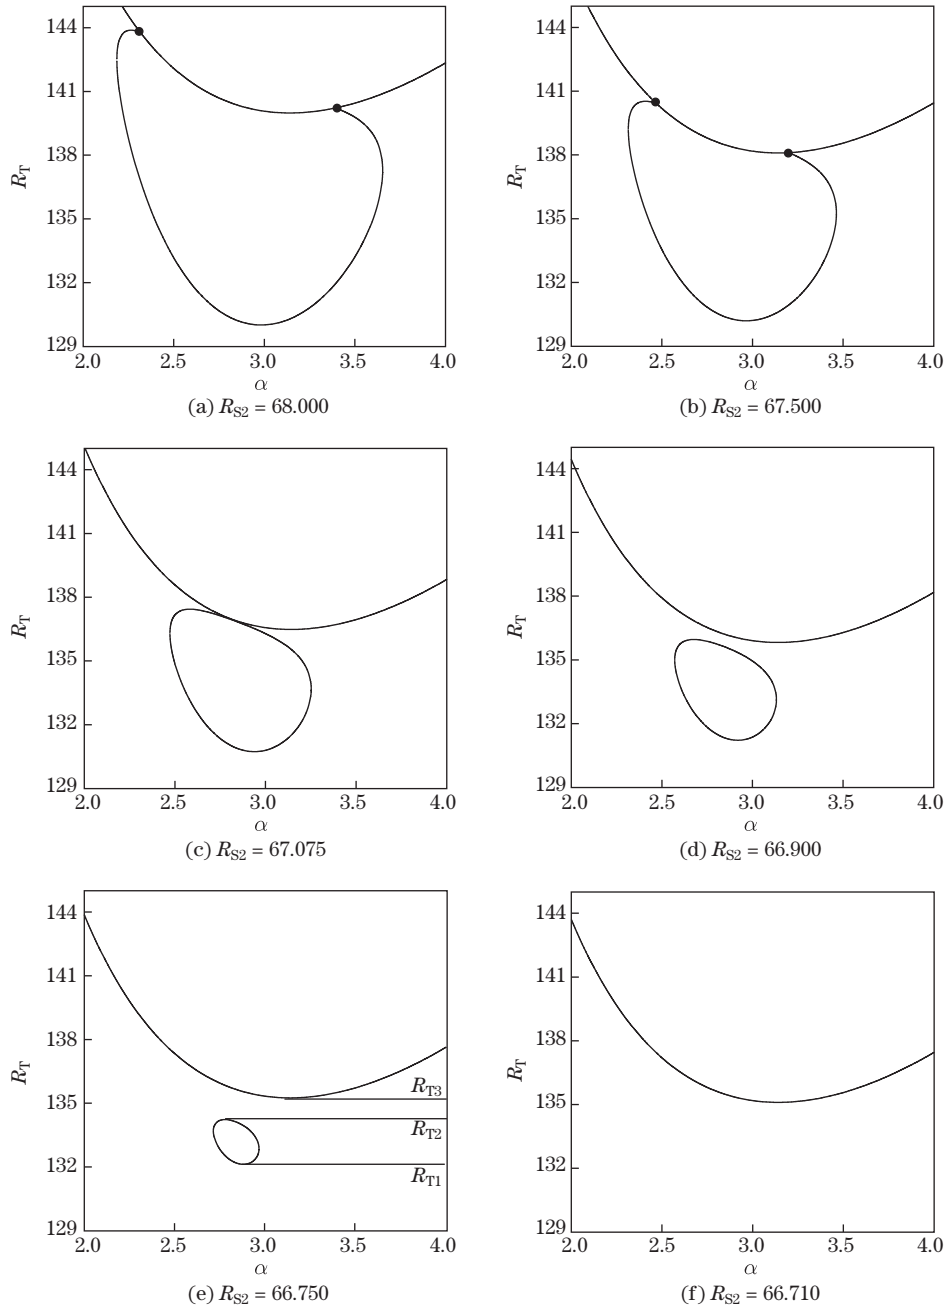 144
141
138
135
132
129
R_T
2.0 2.5 3.0 3.5 4.0
α
(a) R_S2 = 68.000
144
141
138
135
132
129
R_T
2.0 2.5 3.0 3.5 4.0
α
(b) R_S2 = 67.500
144
141
138
135
132
129
R_T
2.0 2.5 3.0 3.5 4.0
α
(c) R_S2 = 67.075
144
141
138
135
132
129
R_T
2.0 2.5 3.0 3.5 4.0
α
(d) R_S2 = 66.900
144
141
138
135
132
129
R_T
R_T3
R_T2
R_T1
2.0 2.5 3.0 3.5 4.0
α
(e) R_S2 = 66.750
144
141
138
135
132
129
R_T
2.0 2.5 3.0 3.5 4.0
α
(f) R_S2 = 66.710